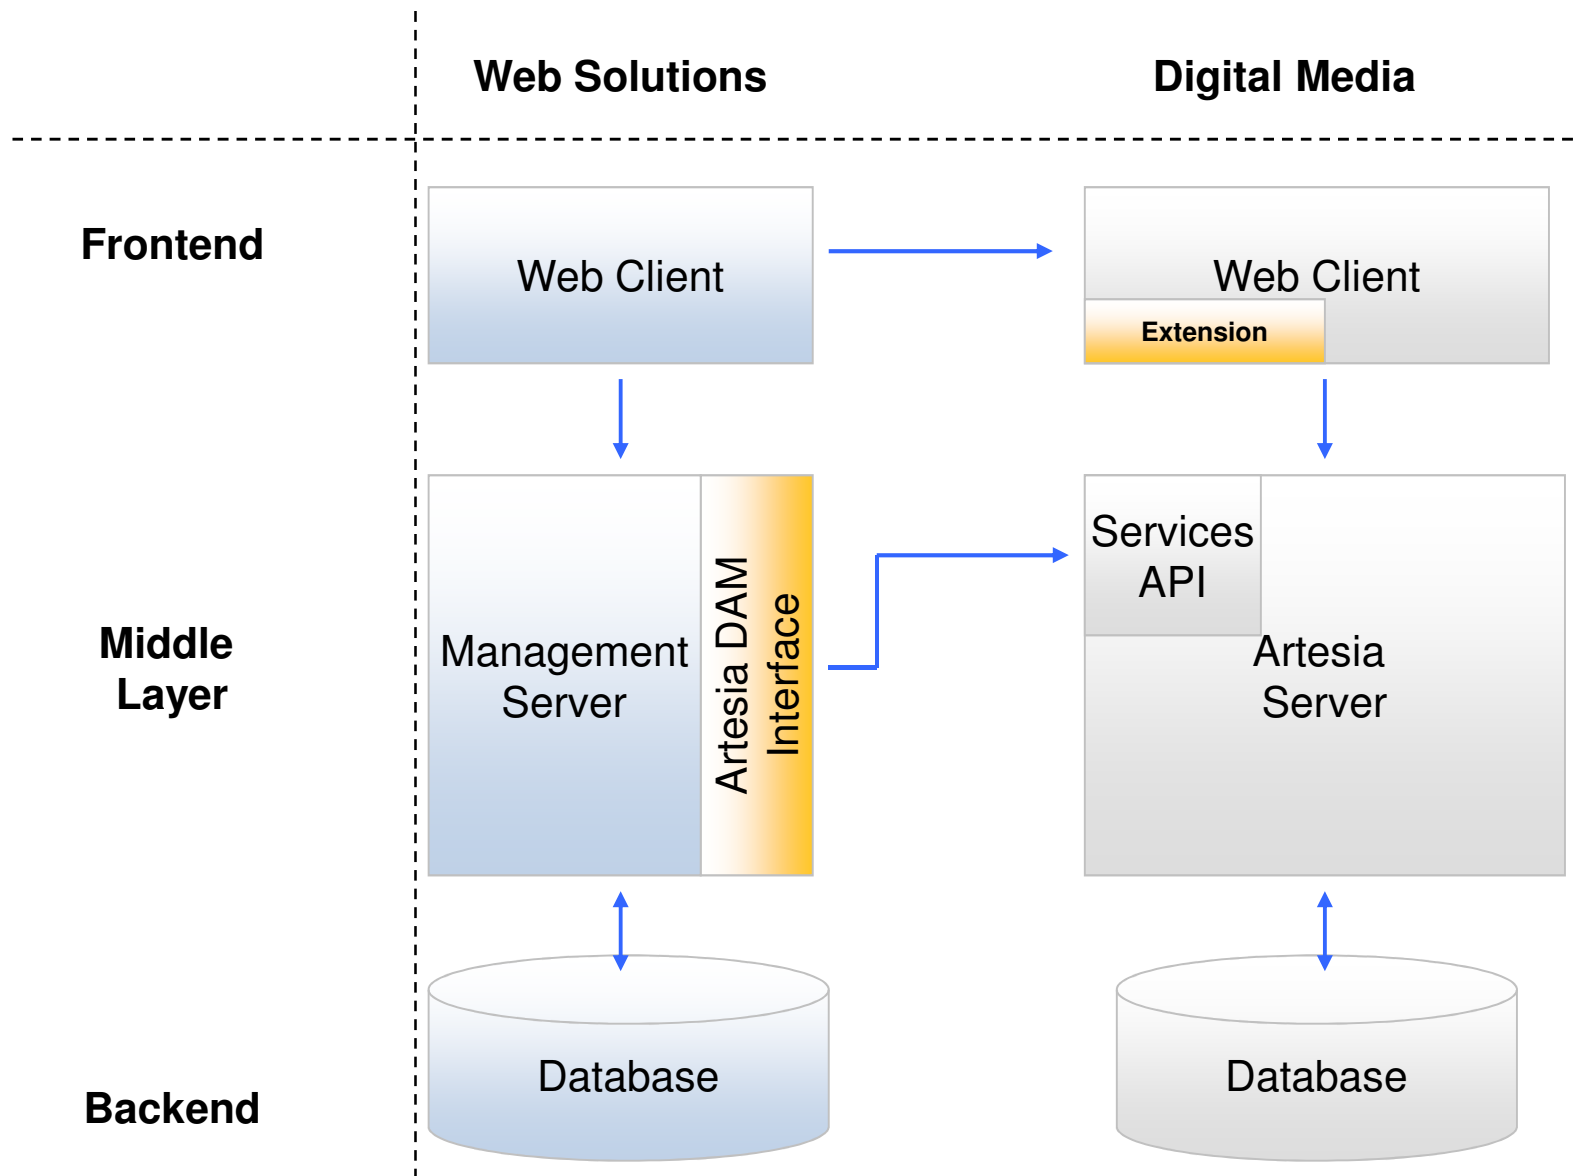 Web Solutions
Digital Media
Frontend
Web Client
Web Client
Extension
Middle
Layer
Management
Server
Artesia DAM
Interface
Services
API
Artesia
Server
Backend
Database
Database